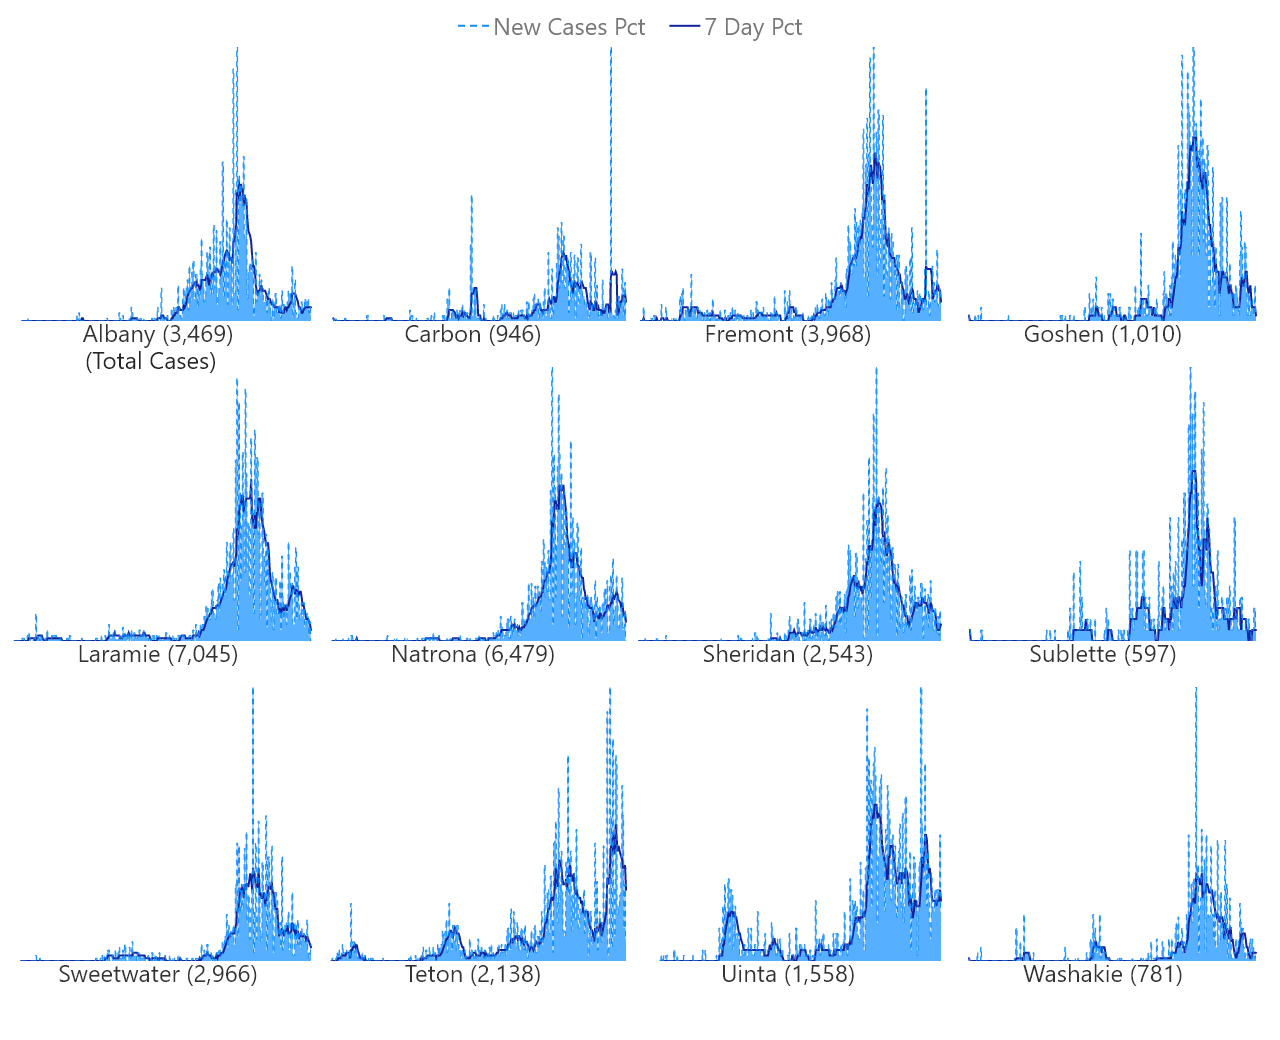 New Cases Pct 7 Day Pct
Albany (3,469) Carbon (946) Fremont (3,968) Goshen (1,010)
(Total Cases)
Laramie (7,045) Natrona (6,479) Sheridan (2,543) Sublette (597)
Sweetwater (2,966) Teton (2,138) Uinta (1,558) Washakie (781)